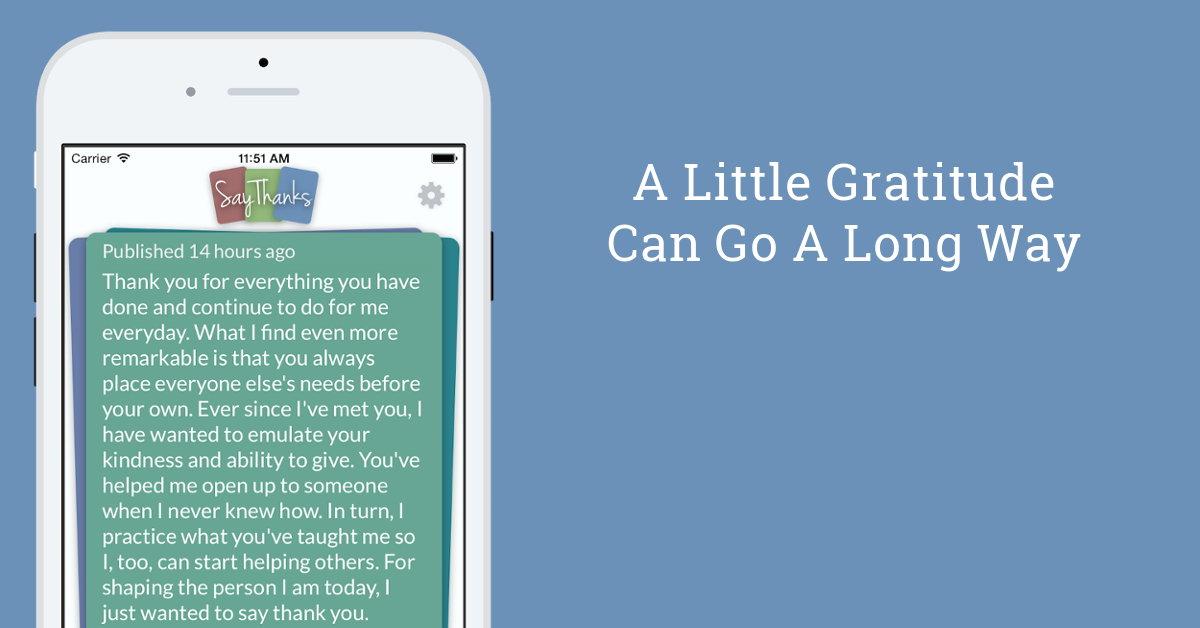 Carrier
11:51 AM
SayThanks
Published 14 hours ago
Thank you for everything you have
done and continue to do for me
everyday. What I find even more
remarkable is that you always
place everyone else's needs before
your own. Ever since I've met you, I
have wanted to emulate your
kindness and ability to give. You've
helped me open up to someone
when I never knew how. In turn, I
practice what you've taught me so
I, too, can start helping others. For
shaping the person I am today, I
just wanted to say thank you.
A Little Gratitude
Can Go A Long Way